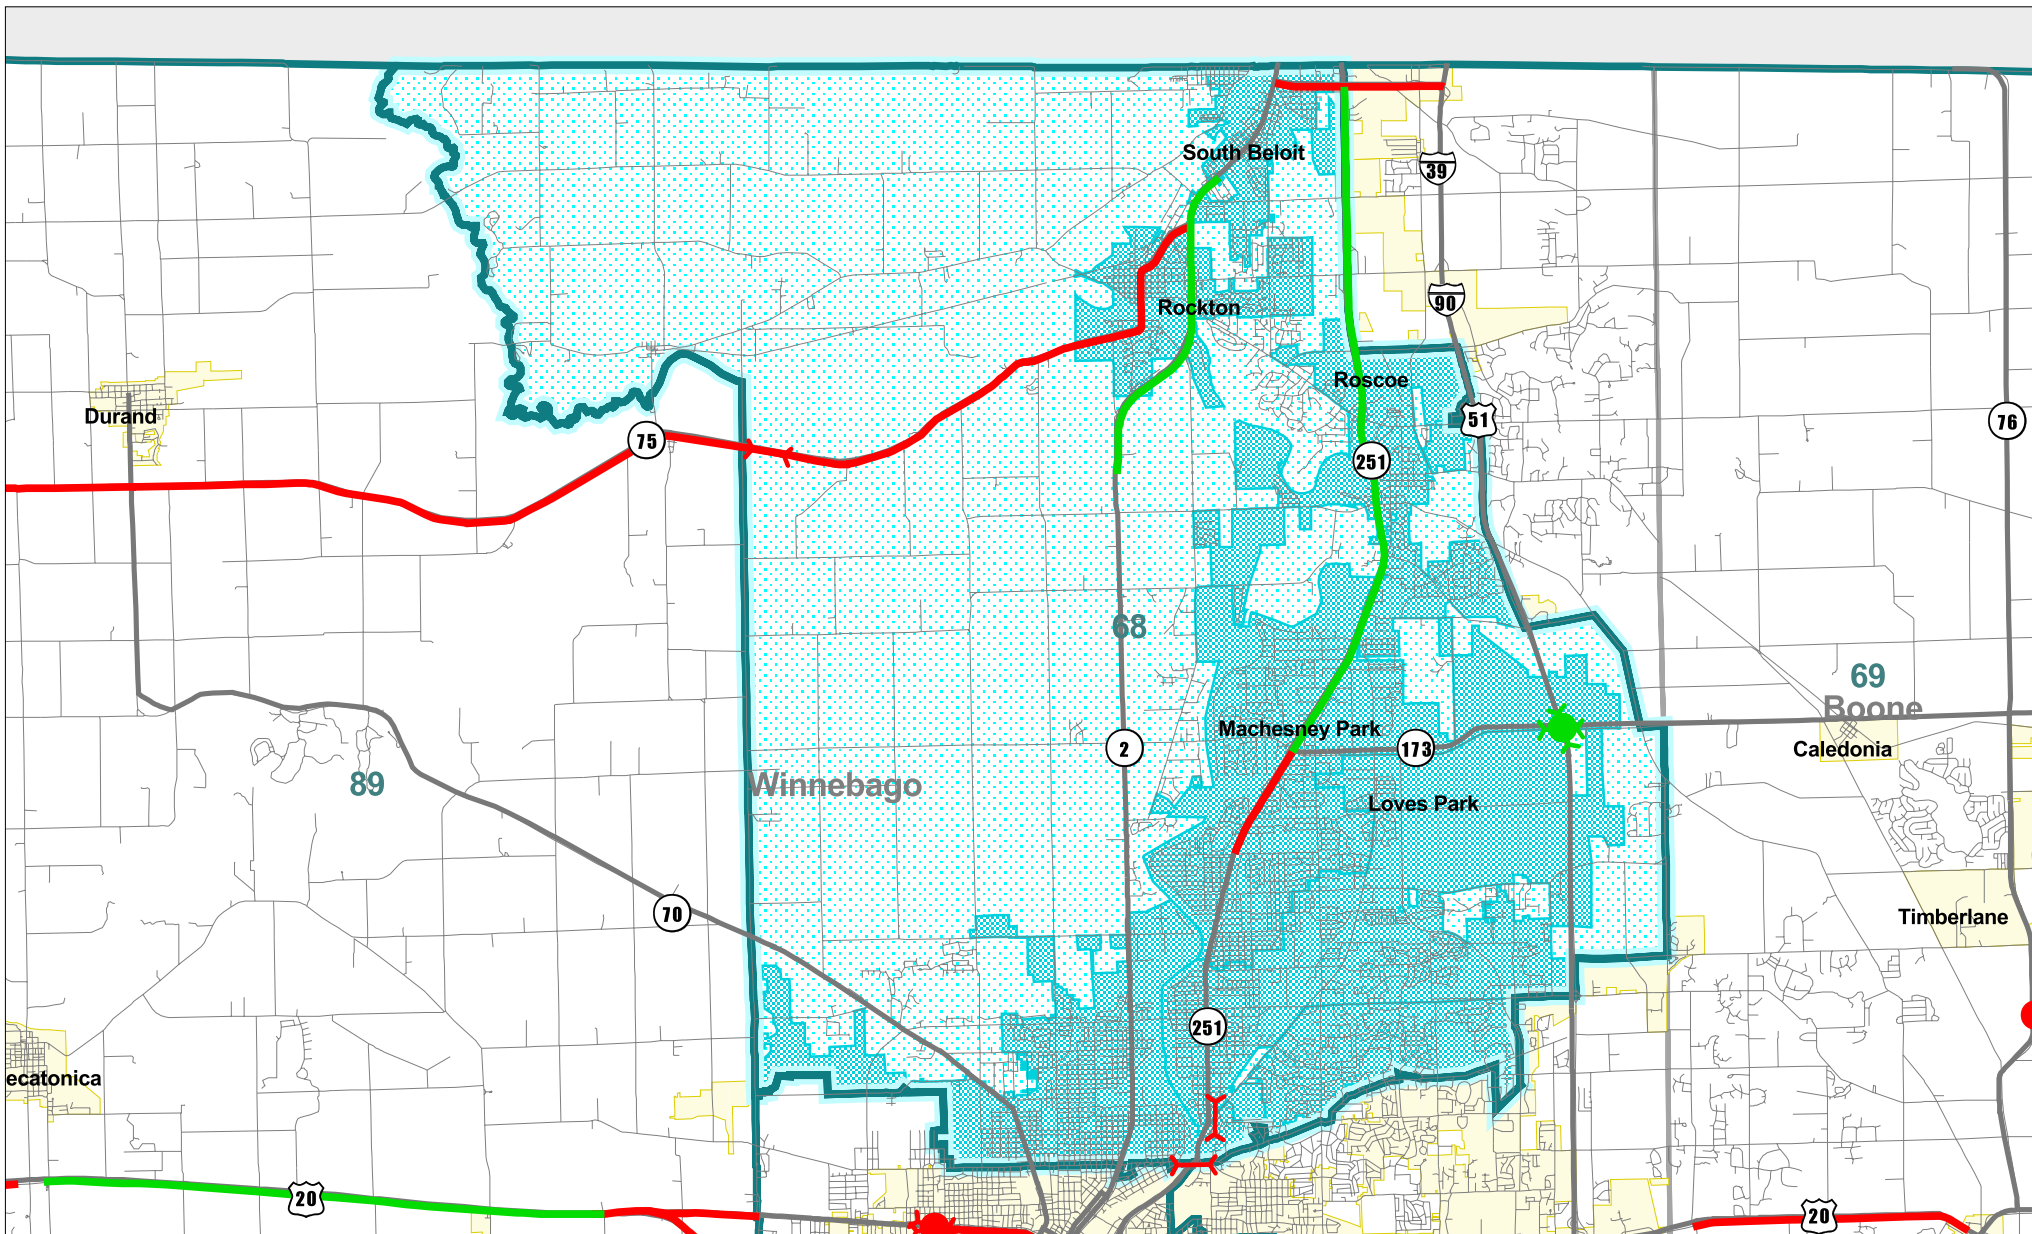 South Beloit
39
90
Rockton
Roscoe
Durand
51
76
75
251
68
69
Boone
Machesney Park
2
173
Caledonia
89
Winnebago
Loves Park
70
Timberlane
251
ecatonica
20
20